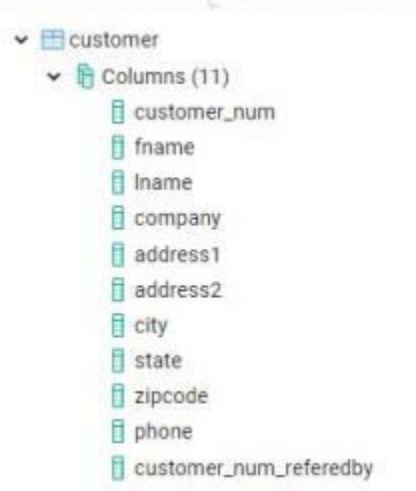 customer
Columns (11)
customer_num
fname
lname
company
address1
address2
city
state
zipcode
phone
customer_num_referedby